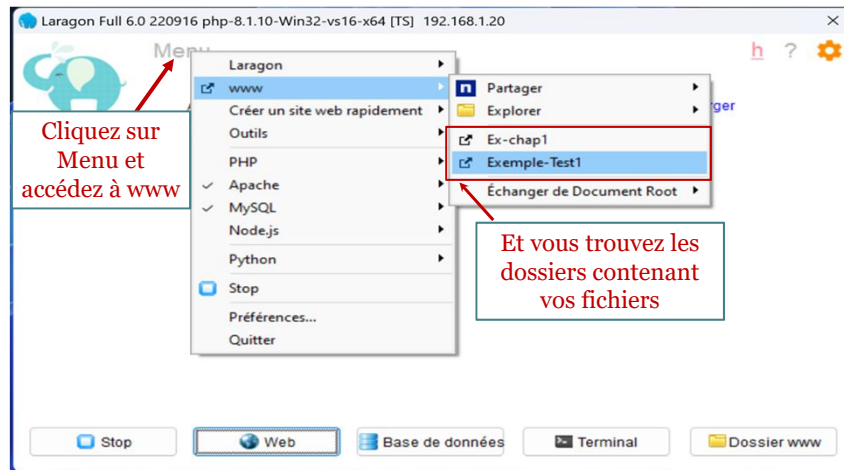 Laragon Full 6.0 220916 php-8.1.10-Win32-vs16-x64 [TS] 192.168.1.20
Menu
h ?
Laragon
www
Créer un site web rapidement
Outils
PHP
Apache
MySQL
Node.js
Python
Stop
Préférences...
Quitter
Partager
Explorer
Ex-chap1
Exemple-Test1
Échanger de Document Root
rger
Cliquez sur
Menu et
accédez à www
Et vous trouvez les
dossiers contenant
vos fichiers
Stop
Web
Base de données
Terminal
Dossier www